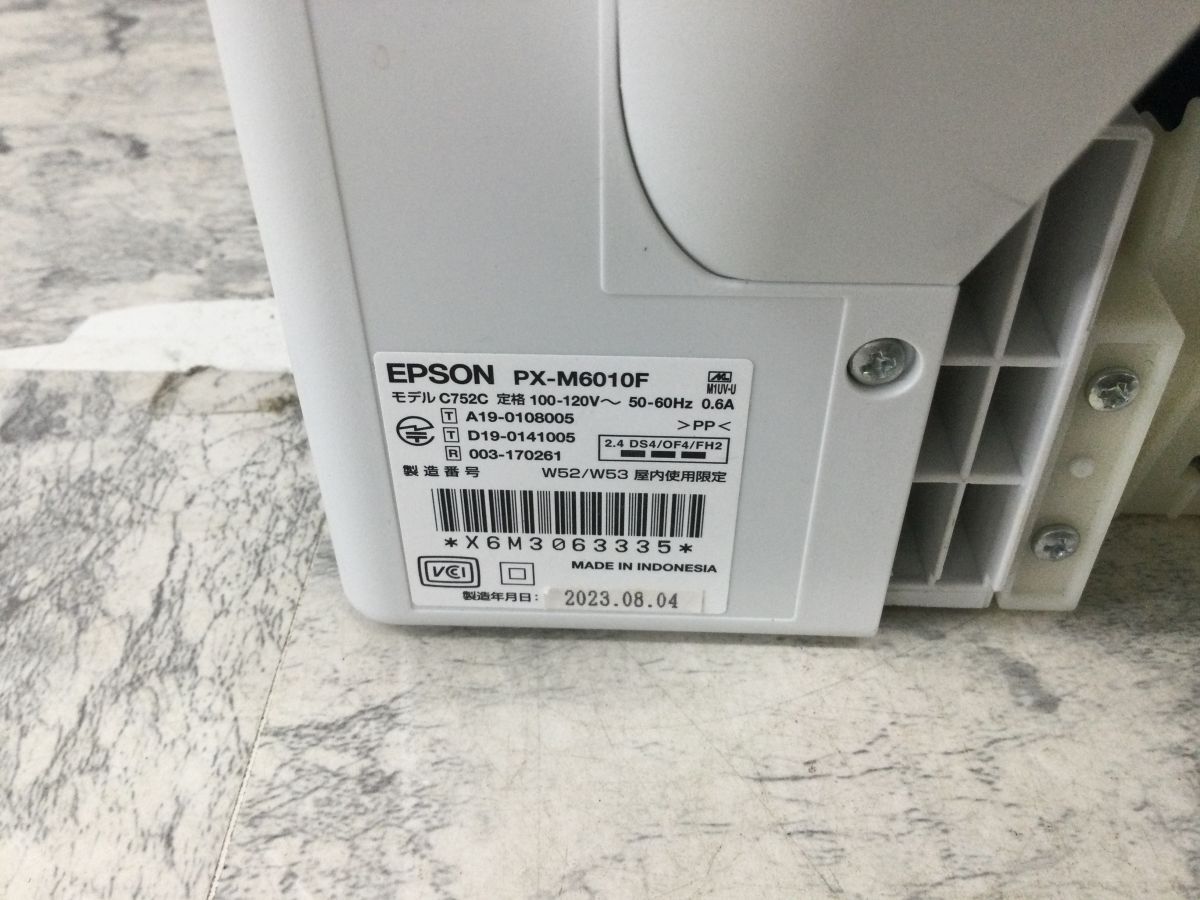 EPSON PX-M6010F
M1UV-U
モデル C752C 定格 100-120V～ 50-60Hz 0.6A
T A19-0108005
>PP<
T D19-0141005
2.4 DS4/OF4/FH2
R 003-170261
製造番号
W52/W53 屋内使用限定
*X6M3063335*
VCCI
MADE IN INDONESIA
製造年月日: 2023.08.04